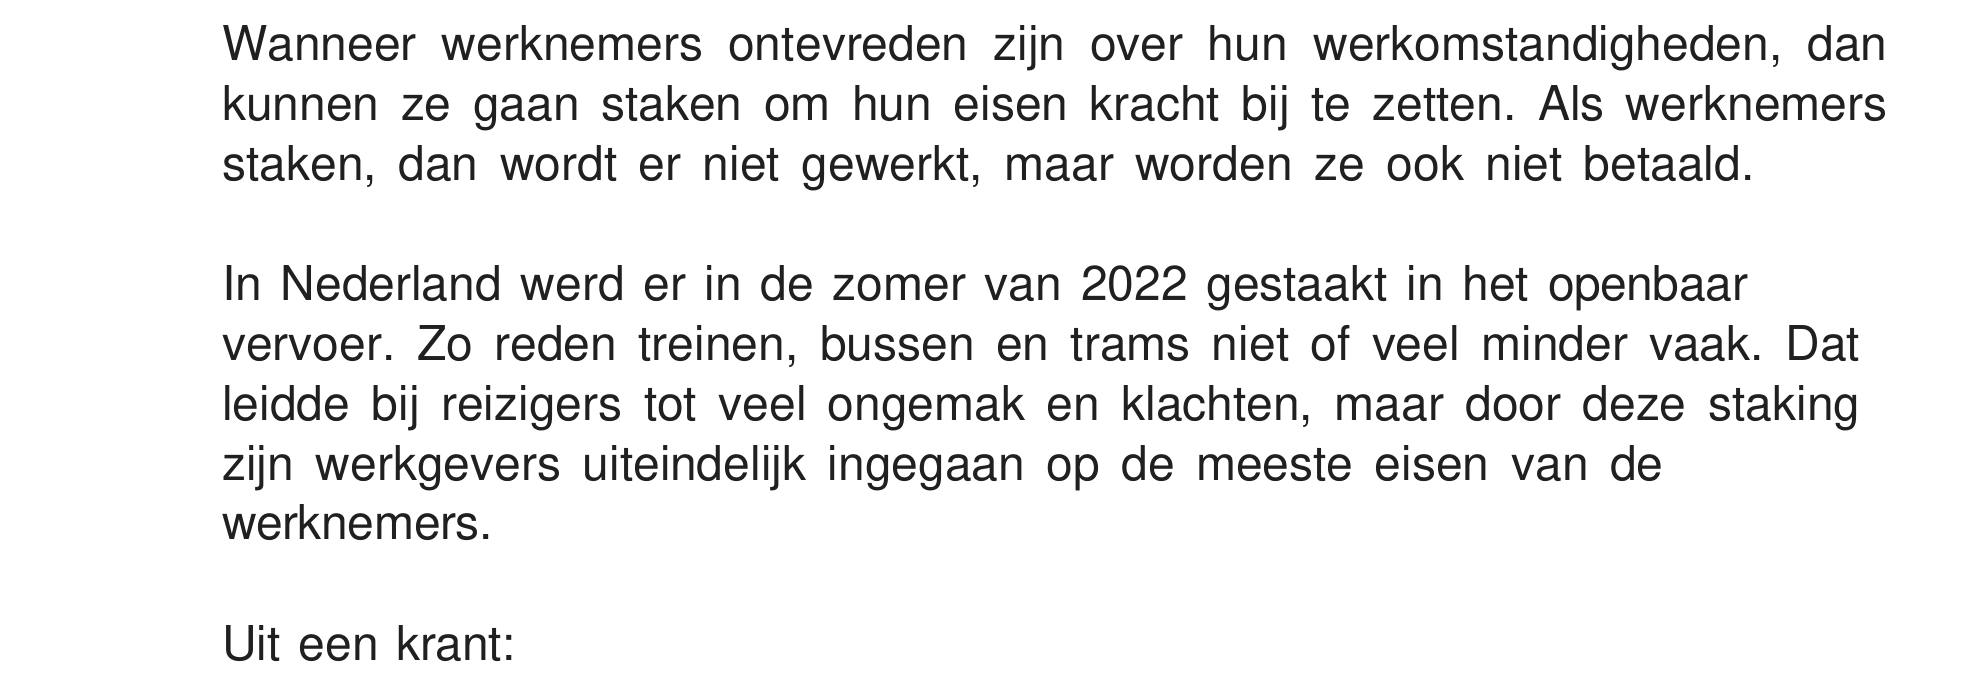 Wanneer werknemers ontevreden zijn over hun werkomstandigheden, dan
kunnen ze gaan staken om hun eisen kracht bij te zetten. Als werknemers
staken, dan wordt er niet gewerkt, maar worden ze ook niet betaald.
In Nederland werd er in de zomer van 2022 gestaakt in het openbaar
vervoer. Zo reden treinen, bussen en trams niet of veel minder vaak. Dat
leidde bij reizigers tot veel ongemak en klachten, maar door deze staking
zijn werkgevers uiteindelijk ingegaan op de meeste eisen van de
werknemers.
Uit een krant: